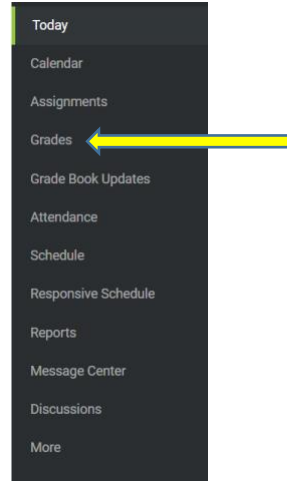 Today
Calendar
Assignments
Grades
Grade Book Updates
Attendance
Schedule
Responsive Schedule
Reports
Message Center
Discussions
More